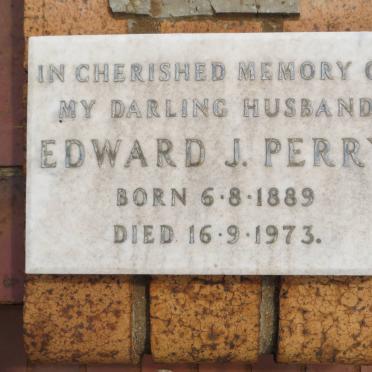 IN CHERISHED MEMORY O
MY DARLING HUSBAND
EDWARD J. PERRY
BORN 6·8·1889
DIED 16·9·1973.